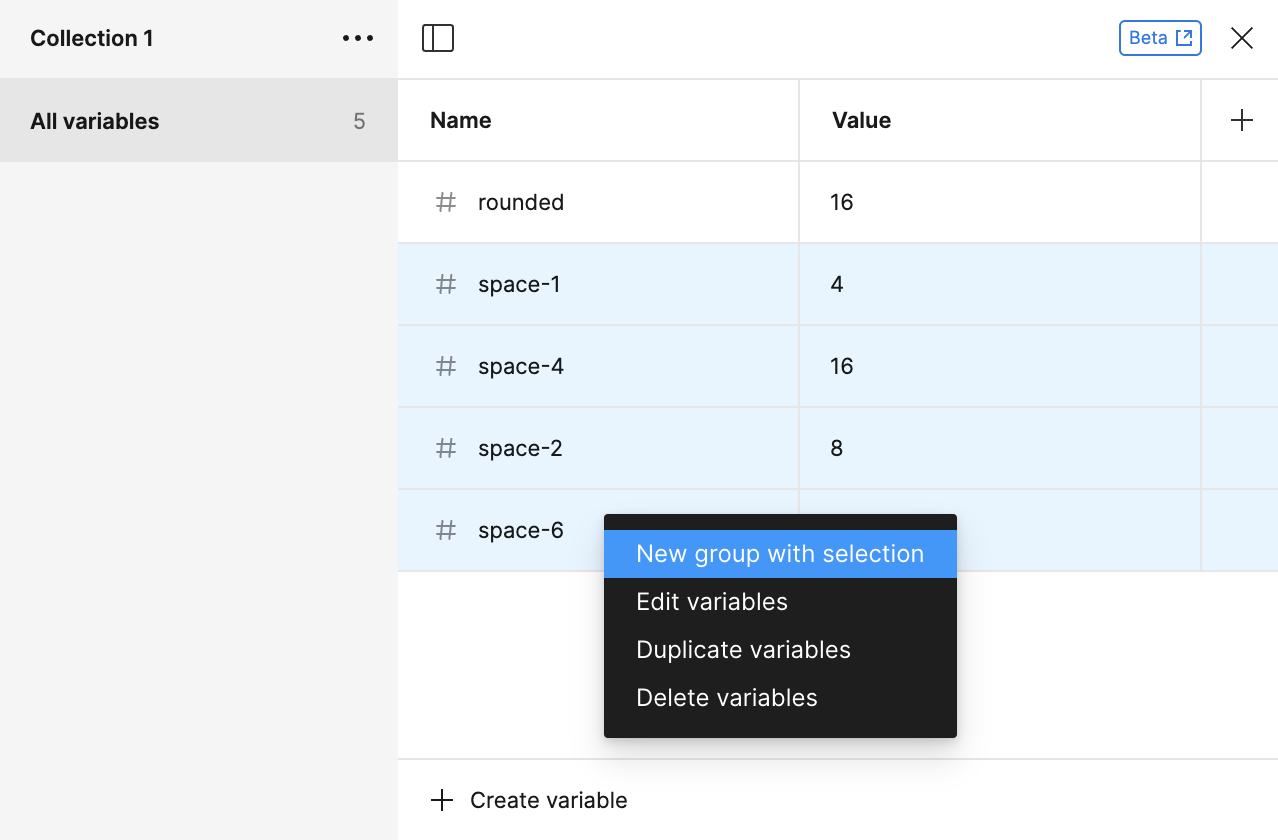 Collection 1
Beta
All variables 5
Name Value
# rounded 16
# space-1 4
# space-4 16
# space-2 8
# space-6
New group with selection
Edit variables
Duplicate variables
Delete variables
+ Create variable